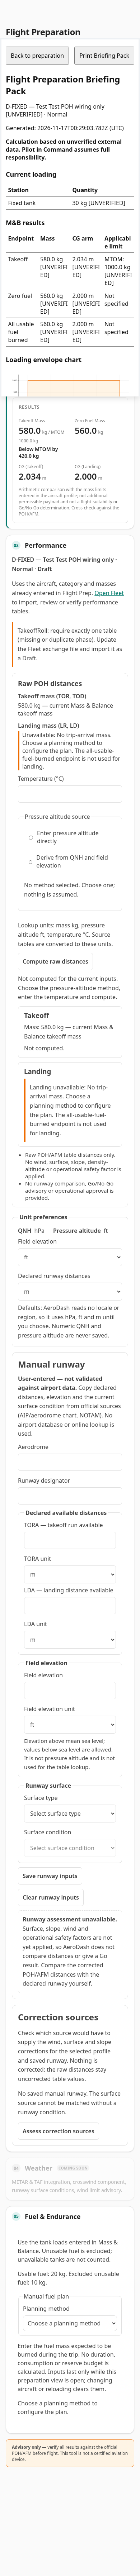 Flight Preparation
Back to preparation
Print Briefing Pack
Flight Preparation Briefing
Pack
D-FIXED — Test Test POH wiring only
[UNVERIFIED] · Normal
Generated: 2026-11-17T00:29:03.782Z (UTC)
Calculation based on unverified external
data. Pilot in Command assumes full
responsibility.
Current loading
Station Quantity
Fixed tank 30 kg [UNVERIFIED]
M&B results
Endpoint Mass CG arm Applicabl
e limit
Takeoff 580.0 kg 2.034 m MTOM:
[UNVERIFI [UNVERIFI 1000.0 kg
ED] ED] [UNVERIFI
ED]
Zero fuel 560.0 kg 2.000 m Not
[UNVERIFI [UNVERIFI specified
ED] ED]
All usable 560.0 kg 2.000 m Not
fuel [UNVERIFI [UNVERIFI specified
burned ED] ED]
Loading envelope chart
RESULTS
Takeoff Mass Zero Fuel Mass
580.0 kg / MTOM 560.0 kg
1000.0 kg
Below MTOM by
420.0 kg
CG (Takeoff) CG (Landing)
2.034 m 2.000 m
Arithmetic comparison with the mass limits
entered in the aircraft profile; not additional
permissible payload and not a flight-suitability or
CG/performance determination. Cross-check against the
POH/AFM.
03 Performance
D-FIXED — Test Test POH wiring only ·
Normal · Draft
Uses the aircraft, category and masses
already entered in Flight Prep. Open Fleet
to import, review or verify performance
tables.
TakeoffRoll: require exactly one table
(missing or duplicate phase). Update
the Fleet exchange file and import it as
a Draft.
Raw POH distances
Takeoff mass (TOR, TOD)
580.0 kg — current Mass & Balance
takeoff mass
Landing mass (LR, LD)
Unavailable: No trip-arrival mass.
Choose a planning method to
configure the plan. The all-usable-
fuel-burned endpoint is not used for
landing.
Temperature (°C)
Pressure altitude source
Enter pressure altitude
directly
Derive from QNH and field
elevation
No method selected. Choose one;
nothing is assumed.
Lookup units: mass kg, pressure
altitude ft, temperature °C. Source
tables are converted to these units.
Compute raw distances
Not computed for the current inputs.
Choose the pressure-altitude method,
enter the temperature and compute.
Takeoff
Mass: 580.0 kg — current Mass &
Balance takeoff mass
Not computed.
Landing
Landing unavailable: No trip-
arrival mass. Choose a
planning method to configure
the plan. The all-usable-fuel-
burned endpoint is not used
for landing.
Raw POH/AFM table distances only.
No wind, surface, slope, density-
altitude or operational safety factor is
applied.
No runway comparison, Go/No-Go
advisory or operational approval is
provided.
Unit preferences
QNH hPa Pressure altitude ft
Field elevation
ft
Declared runway distances
m
Defaults: AeroDash reads no locale or
region, so it uses hPa, ft and m until
you choose. Numeric QNH and
pressure altitude are never saved.
Manual runway
User-entered — not validated
against airport data. Copy declared
distances, elevation and the current
surface condition from official sources
(AIP/aerodrome chart, NOTAM). No
airport database or online lookup is
used.
Aerodrome
Runway designator
Declared available distances
TORA — takeoff run available
TORA unit
m
LDA — landing distance available
LDA unit
m
Field elevation
Field elevation
Field elevation unit
ft
Elevation above mean sea level;
values below sea level are allowed.
It is not pressure altitude and is not
used for the table lookup.
Runway surface
Surface type
Select surface type
Surface condition
Select surface condition
Save runway inputs
Clear runway inputs
Runway assessment unavailable.
Surface, slope, wind and
operational safety factors are not
yet applied, so AeroDash does not
compare distances or give a Go
result. Compare the corrected
POH/AFM distances with the
declared runway yourself.
Correction sources
Check which source would have to
supply the wind, surface and slope
corrections for the selected profile
and saved runway. Nothing is
corrected: the raw distances stay
uncorrected table values.
No saved manual runway. The surface
source cannot be matched without a
runway condition.
Assess correction sources
04 Weather COMING SOON
METAR & TAF integration, crosswind component,
runway surface conditions, wind limit advisory.
05 Fuel & Endurance
Use the tank loads entered in Mass &
Balance. Unusable fuel is excluded;
unavailable tanks are not counted.
Usable fuel: 20 kg. Excluded unusable
fuel: 10 kg.
Manual fuel plan
Planning method
Choose a planning method
Enter the fuel mass expected to be
burned during the trip. No duration,
consumption or reserve budget is
calculated. Inputs last only while this
preparation view is open; changing
aircraft or reloading clears them.
Choose a planning method to
configure the plan.
Advisory only — verify all results against the official
POH/AFM before flight. This tool is not a certified aviation
device.